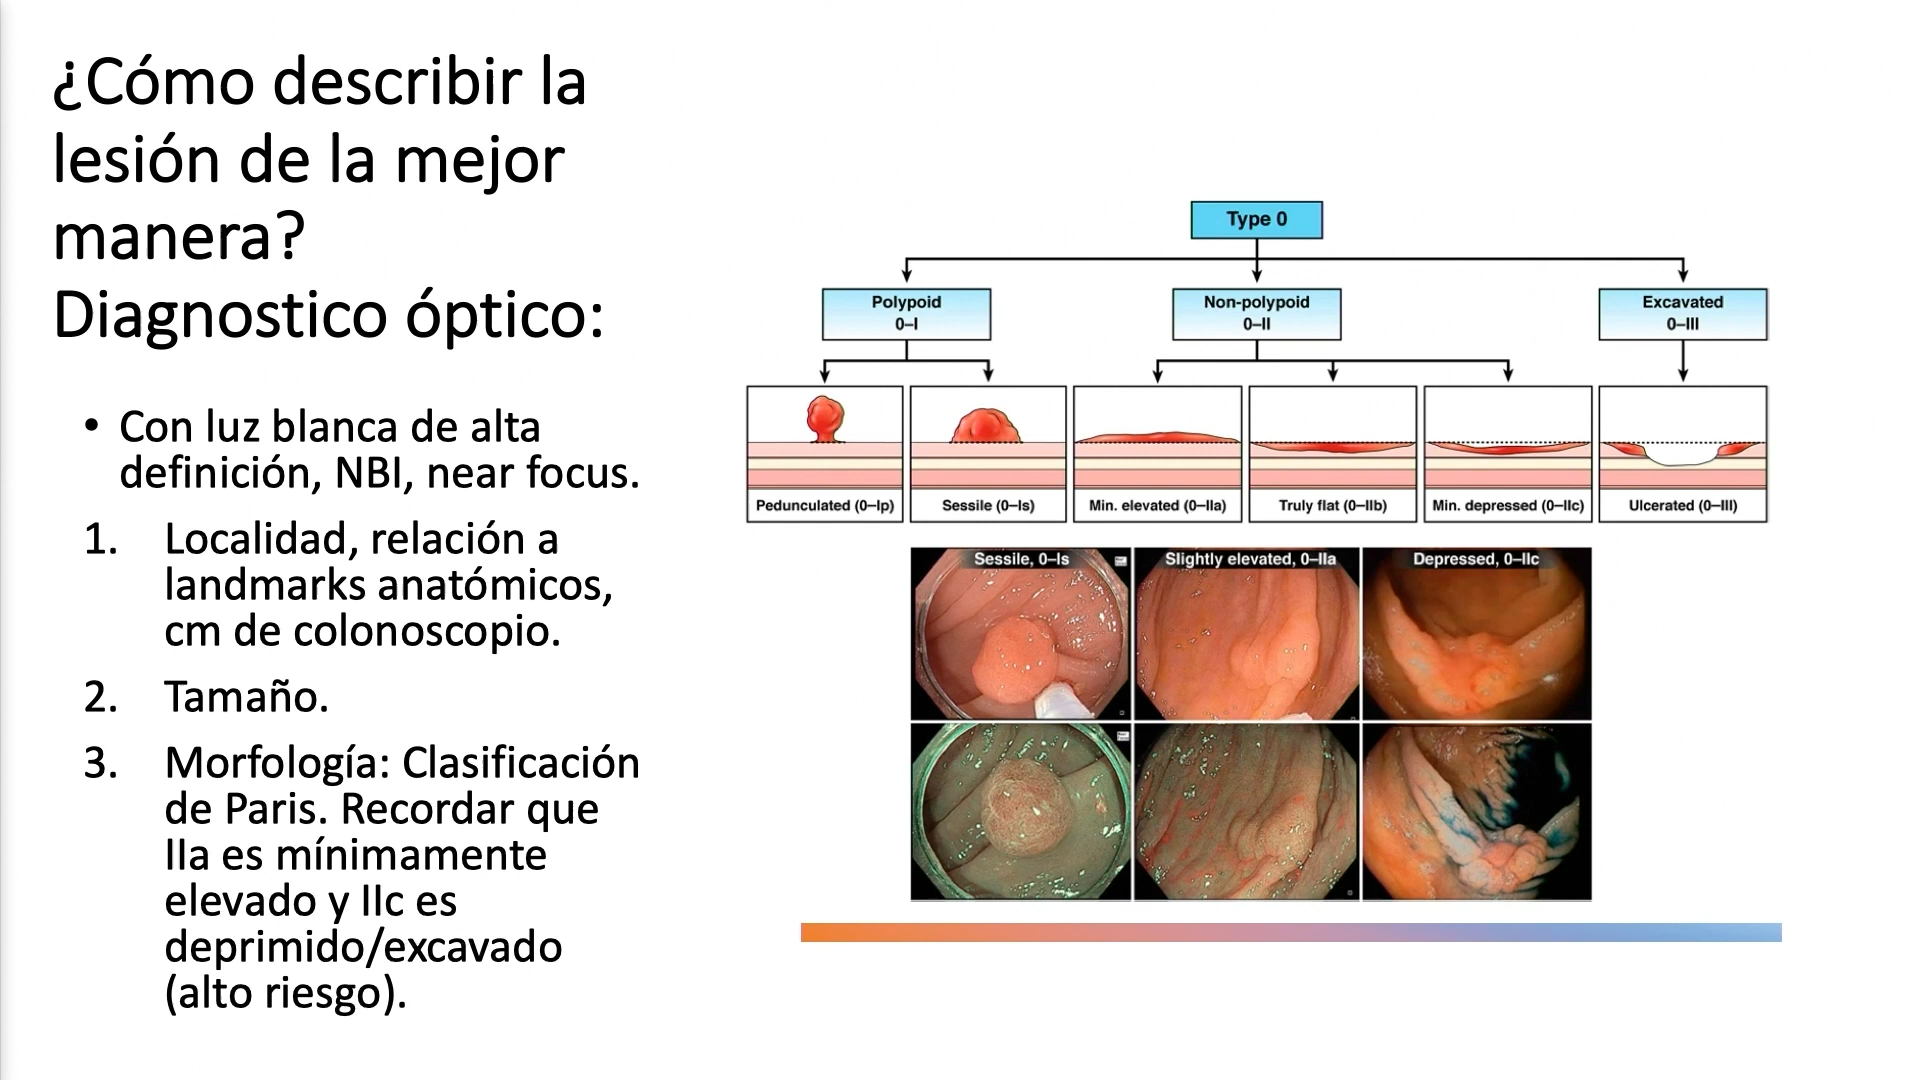 ¿Cómo describir la
lesión de la mejor
manera?
Diagnostico óptico:
• Con luz blanca de alta
definición, NBI, near focus.
1. Localidad, relación a
landmarks anatómicos,
cm de colonoscopio.
2. Tamaño.
3. Morfología: Clasificación
de Paris. Recordar que
IIa es mínimamente
elevado y IIc es
deprimido/excavado
(alto riesgo).
Type 0
Polypoid
0–I
Non-polypoid
0–II
Excavated
0–III
Pedunculated (0–Ip)
Sessile (0–Is)
Min. elevated (0–IIa)
Truly flat (0–IIb)
Min. depressed (0–IIc)
Ulcerated (0–III)
Sessile, 0–Is
Slightly elevated, 0–IIa
Depressed, 0–IIc